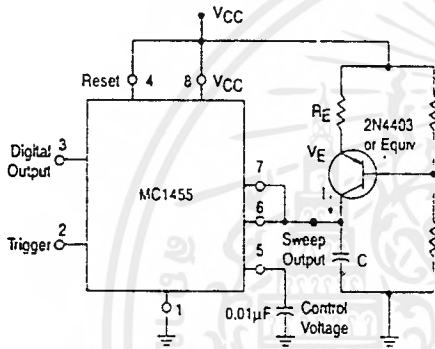 VCC
Reset 4
8 VCC
RE
2N4403
or Equiv
3
Digital
Output
VE
MC1455
7
I
6
2
Trigger
Sweep
Output
5
C
1
0.01µF
Control
Voltage